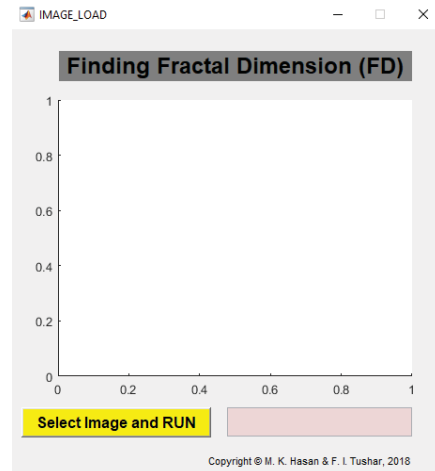 IMAGE_LOAD
Finding Fractal Dimension (FD)
1
0.8
0.6
0.4
0.2
0
0 0.2 0.4 0.6 0.8 1
Select Image and RUN
Copyright © M. K. Hasan & F. I. Tushar, 2018